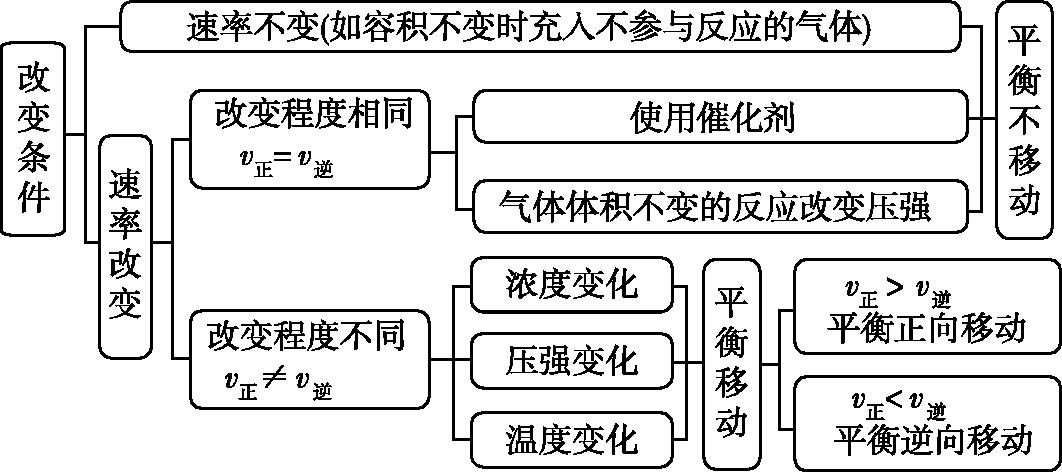 改变条件
速率不变(如容积不变时充入不参与反应的气体)
速率改变
改变程度相同
v正=v逆
使用催化剂
气体体积不变的反应改变压强
平衡不移动
改变程度不同
v正≠v逆
浓度变化
压强变化
温度变化
平衡移动
v正>v逆
平衡正向移动
v正<v逆
平衡逆向移动